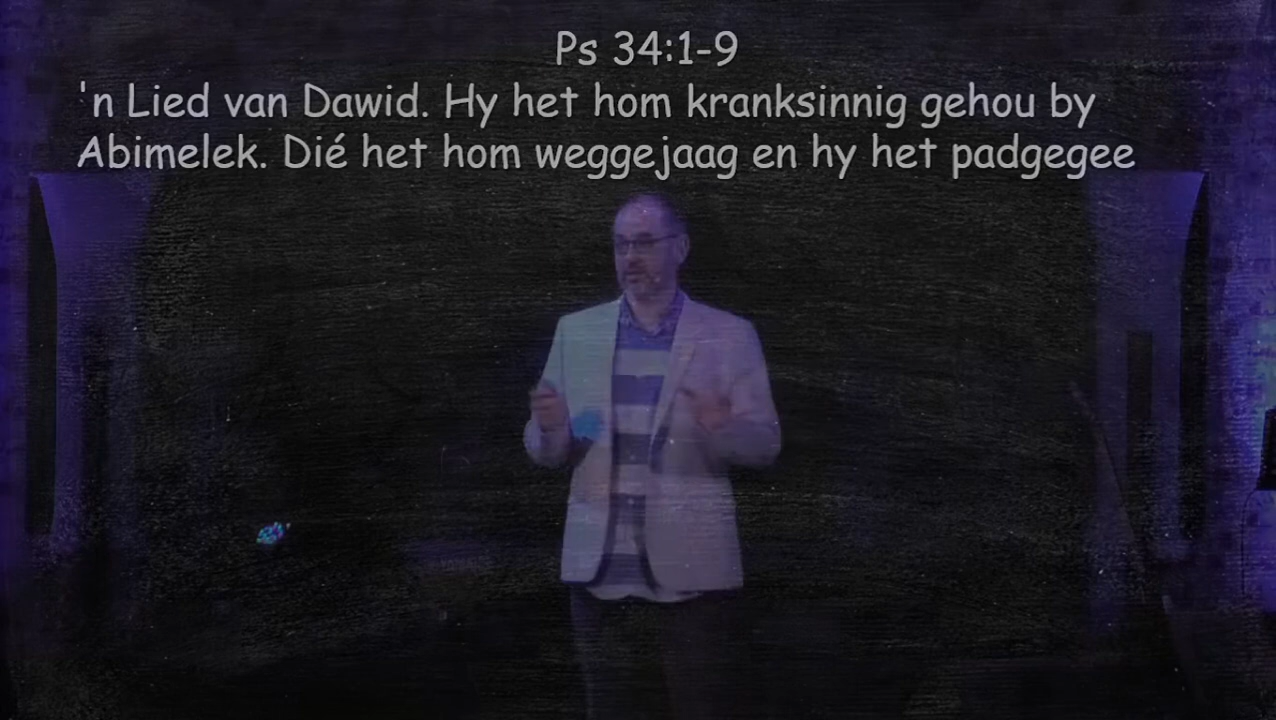 Ps 34:1-9
'n Lied van Dawid. Hy het hom kranksinnig gehou by
Abimelek. Dié het hom weggejaag en hy het padgegee